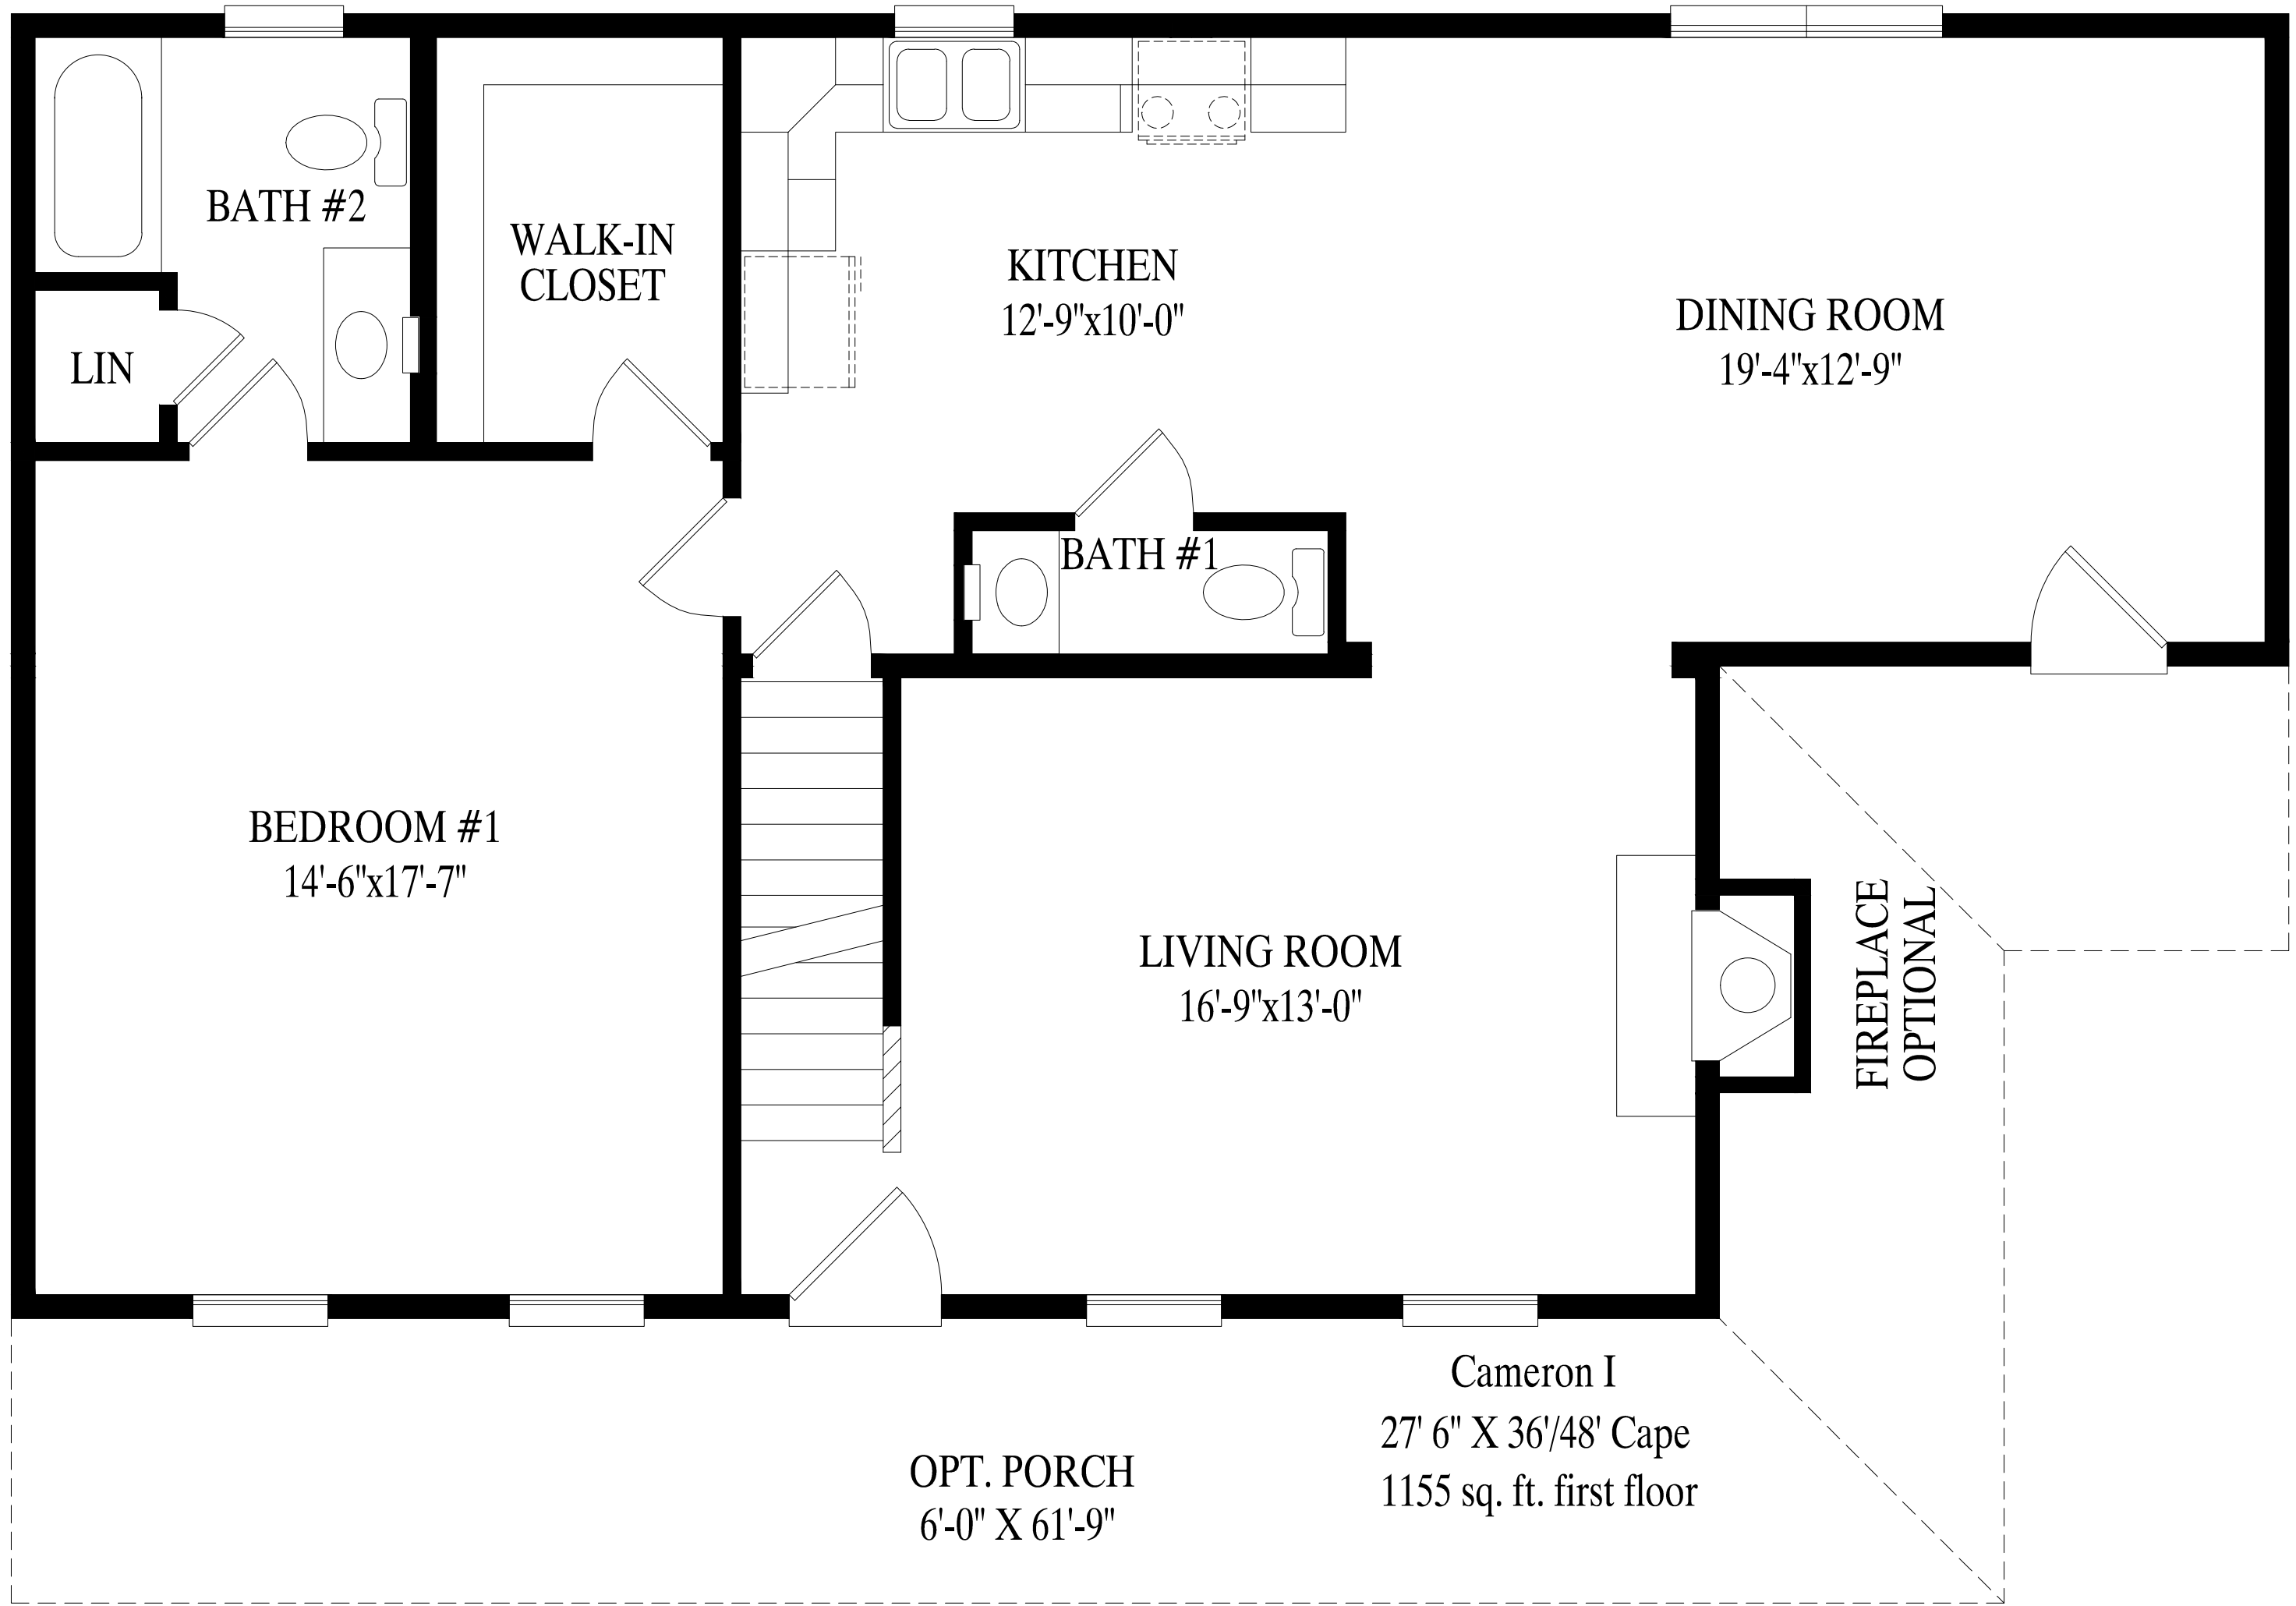 BATH #2
WALK-IN
CLOSET
KITCHEN
12'-9"x10'-0"
DINING ROOM
19'-4"x12'-9"
LIN
BATH #1
BEDROOM #1
14'-6"x17'-7"
LIVING ROOM
16'-9"x13'-0"
FIREPLACE
OPTIONAL
Cameron I
27' 6" X 36'/48' Cape
1155 sq. ft. first floor
OPT. PORCH
6'-0" X 61'-9"